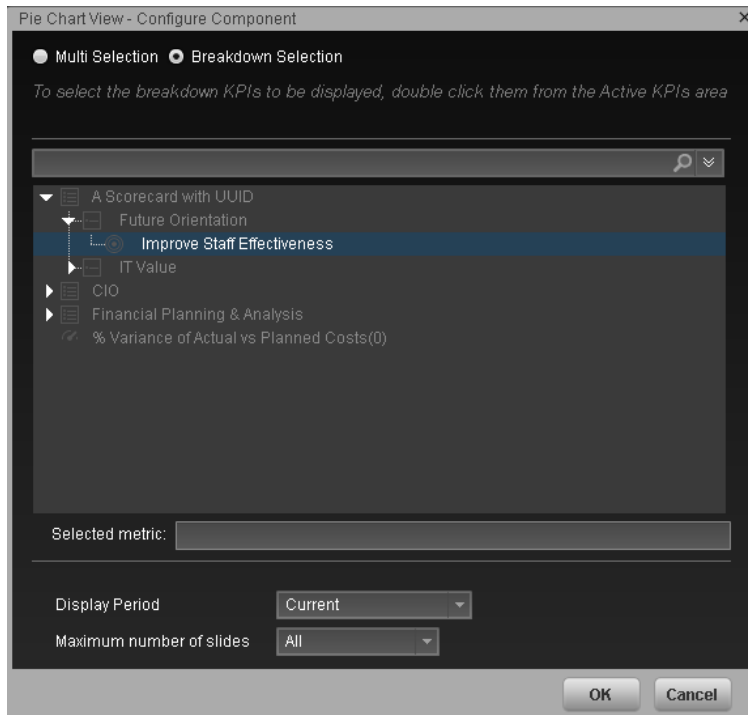 Pie Chart View - Configure Component
Multi Selection Breakdown Selection
To select the breakdown KPIs to be displayed, double click them from the Active KPIs area
A Scorecard with UUID
Future Orientation
Improve Staff Effectiveness
IT Value
CIO
Financial Planning & Analysis
% Variance of Actual vs Planned Costs(0)
Selected metric:
Display Period Current
Maximum number of slides All
OK Cancel